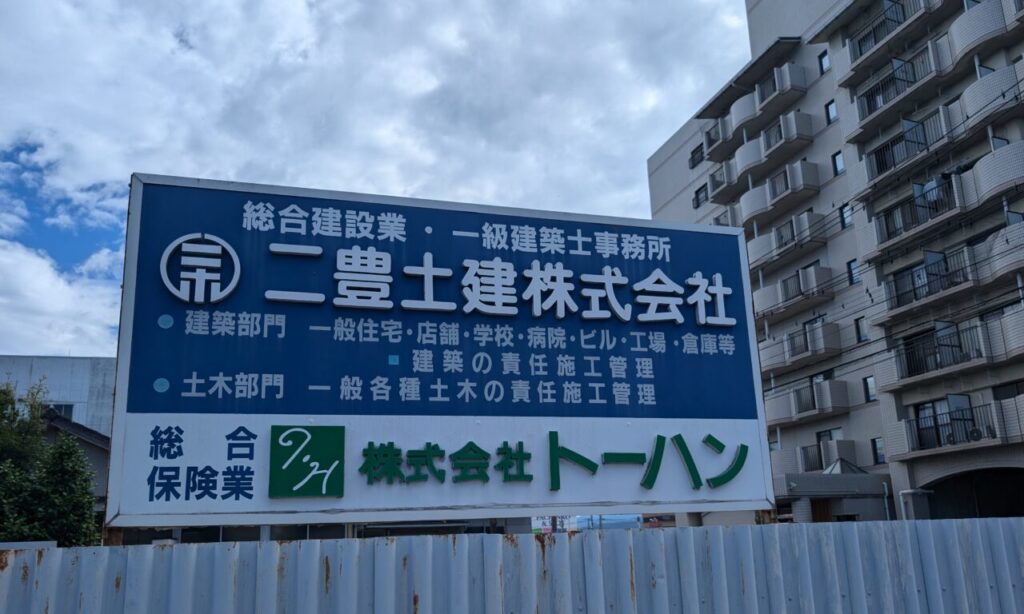 総合建設業・一級建築士事務所
二豊土建株式会社
建築部門 一般住宅・店舗・学校・病院・ビル・工場・倉庫等
建築の責任施工管理
土木部門 一般各種土木の責任施工管理
総合
保険業
株式会社トーハン